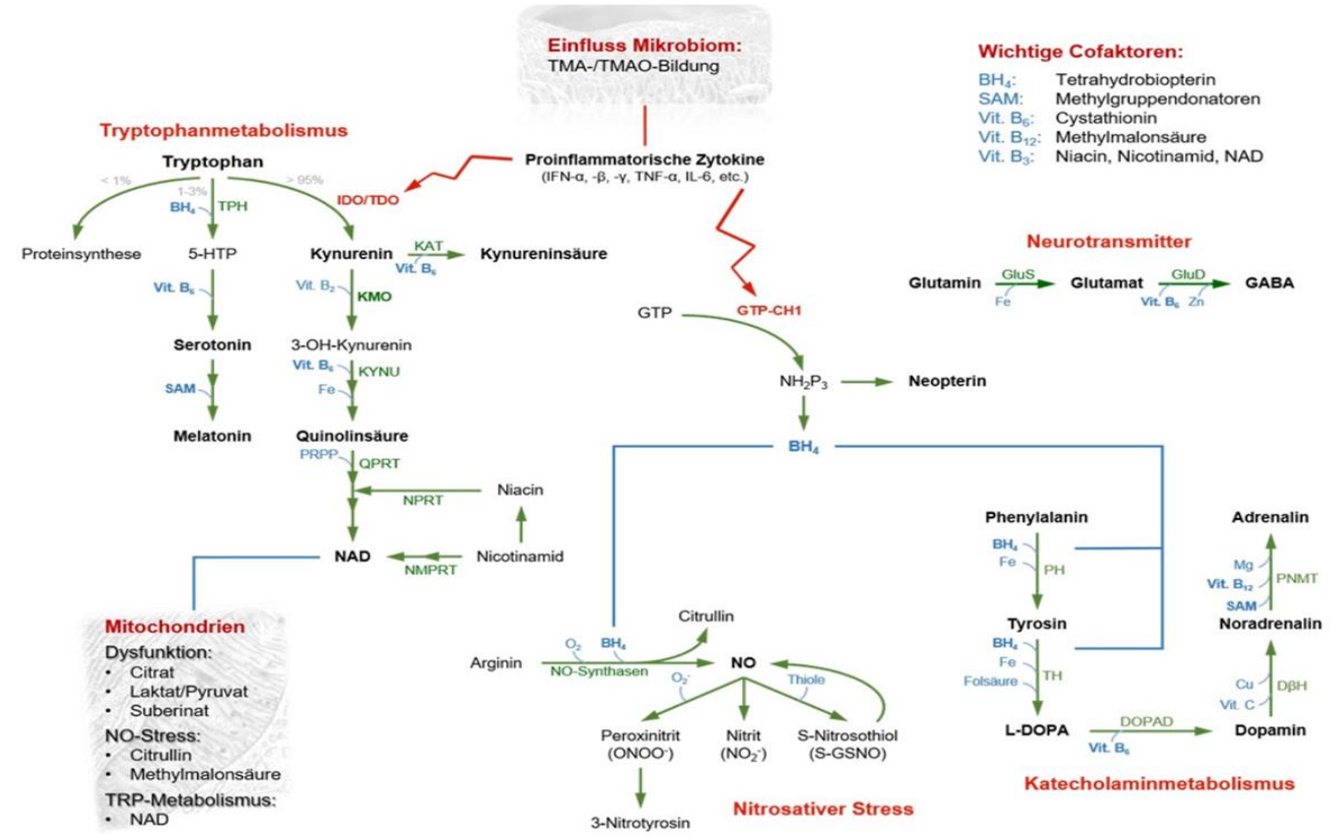 Einfluss Mikrobiom:
TMA-/TMAO-Bildung
Wichtige Cofaktoren:
BH₄: Tetrahydrobiopterin
SAM: Methylgruppendonatoren
Vit. B₆: Cystathionin
Vit. B₁₂: Methylmalonsäure
Vit. B₃: Niacin, Nicotinamid, NAD
Tryptophanmetabolismus
Tryptophan
< 1%
1-3%
> 95%
BH₄
TPH
IDO/TDO
Proteinsynthese
5-HTP
Kynurenin
KAT
Vit. B₆
Kynureninsäure
Vit. B₆
Vit. B₂
KMO
Serotonin
3-OH-Kynurenin
SAM
Vit. B₆
KYNU
Fe
Melatonin
Quinolinsäure
PRPP
QPRT
NPRT
Niacin
NAD
NMPRT
Nicotinamid
Proinflammatorische Zytokine
(IFN-α, -β, -γ, TNF-α, IL-6, etc.)
GTP
GTP-CH1
NH₂P₃
Neopterin
BH₄
Neurotransmitter
Glutamin
GluS
Fe
Glutamat
GluD
Vit. B₆
Zn
GABA
Mitochondrien
Dysfunktion:
• Citrat
• Laktat/Pyruvat
• Suberinat
NO-Stress:
• Citrullin
• Methylmalonsäure
TRP-Metabolismus:
• NAD
Citrullin
Arginin
O₂
BH₄
NO-Synthasen
NO
O₂⁻
Thiole
Peroxinitrit
(ONOO⁻)
Nitrit
(NO₂⁻)
S-Nitrosothiol
(S-GSNO)
3-Nitrotyrosin
Nitrosativer Stress
Phenylalanin
BH₄
Fe
PH
Tyrosin
BH₄
Fe
Folsäure
TH
L-DOPA
DOPAD
Vit. B₆
Dopamin
Adrenalin
Mg
Vit. B₁₂
SAM
PNMT
Noradrenalin
Cu
Vit. C
DβH
Katecholaminmetabolismus